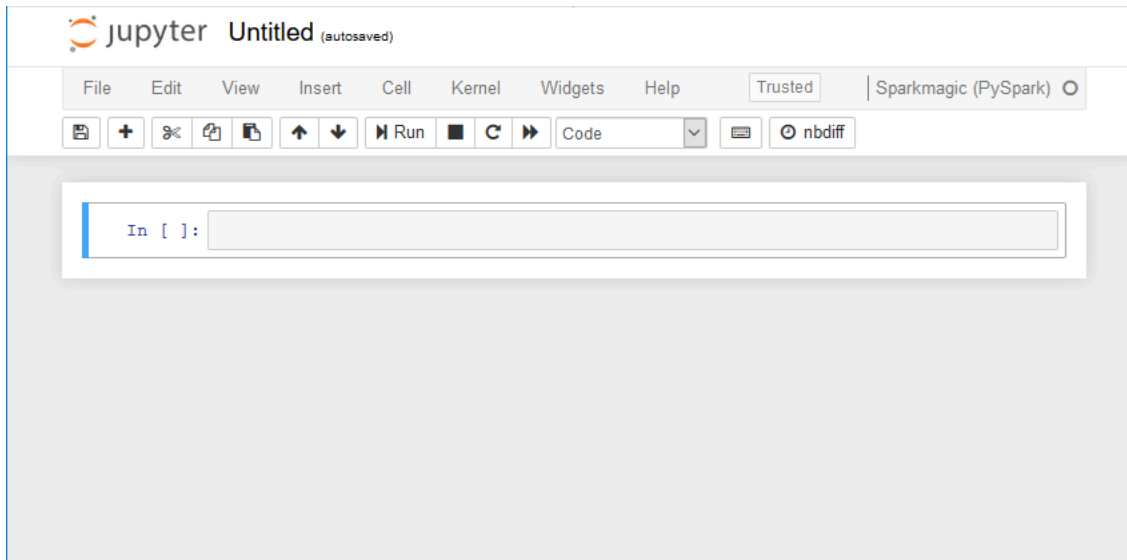 jupyter Untitled (autosaved)
File Edit View Insert Cell Kernel Widgets Help Trusted Sparkmagic (PySpark)
Run Code nbdiff
In [ ]: